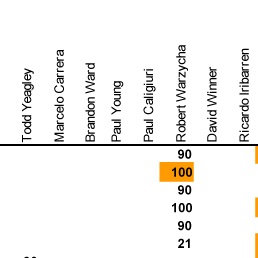 Todd Yeagley
Marcelo Carrera
Brandon Ward
Paul Young
Paul Caligiuri
Robert Warzycha
David Winner
Ricardo Iribarren
90
100
90
100
90
21